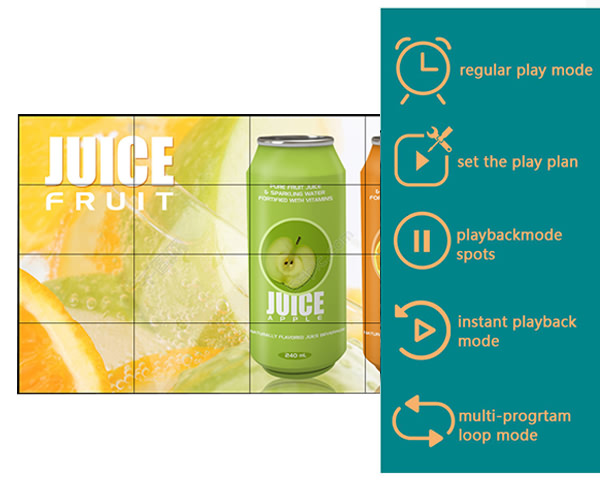 JUICE
FRUIT
PURE FRUIT JUICE
& SPARKLING WATER
FORTIFIED WITH VITAMINS
JUICE
APPLE
NATURALLY FLAVORED JUICE BEVERAGE
240 mL
regular play mode
set the play plan
playbackmode
spots
instant playback
mode
multi-progrtam
loop mode